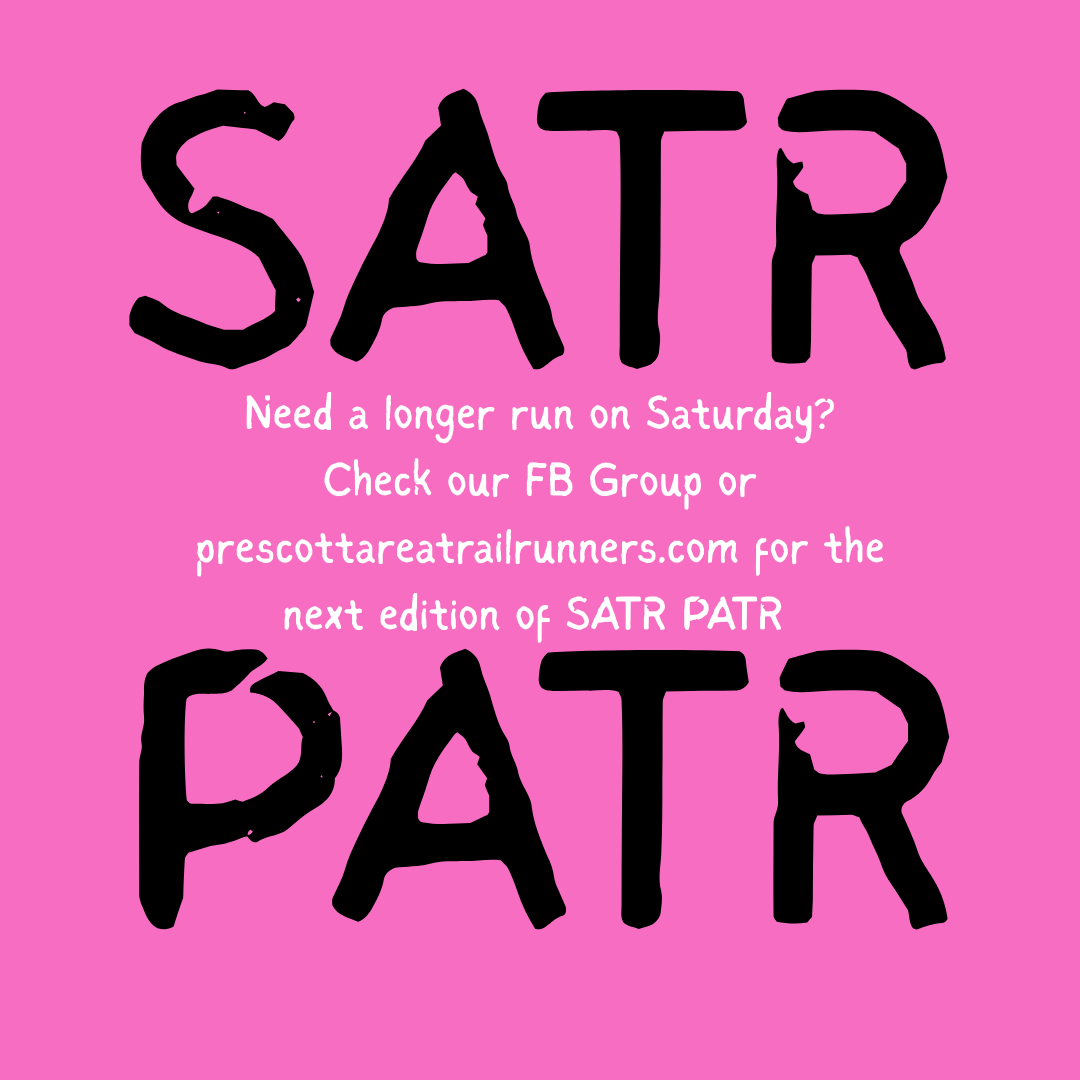 SATR
Need a longer run on Saturday?
Check our FB Group or
prescottareatrailrunners.com for the
next edition of SATR PATR
PATR